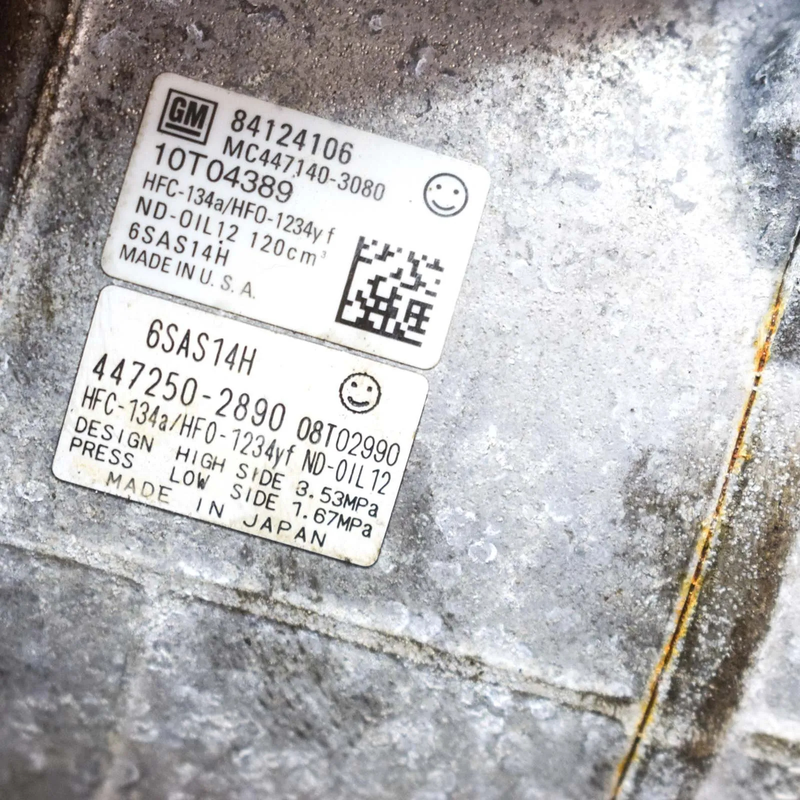 GM
84124106
MC447140-3080
10T04389
HFC-134a/HFO-1234yf
ND-OIL12 120cm³
6SAS14H
MADE IN U.S.A.
6SAS14H
447250-2890 08T02990
HFC-134a/HFO-1234yf ND-OIL12
DESIGN HIGH SIDE 3.53MPa
PRESS LOW SIDE 1.67MPa
MADE IN JAPAN